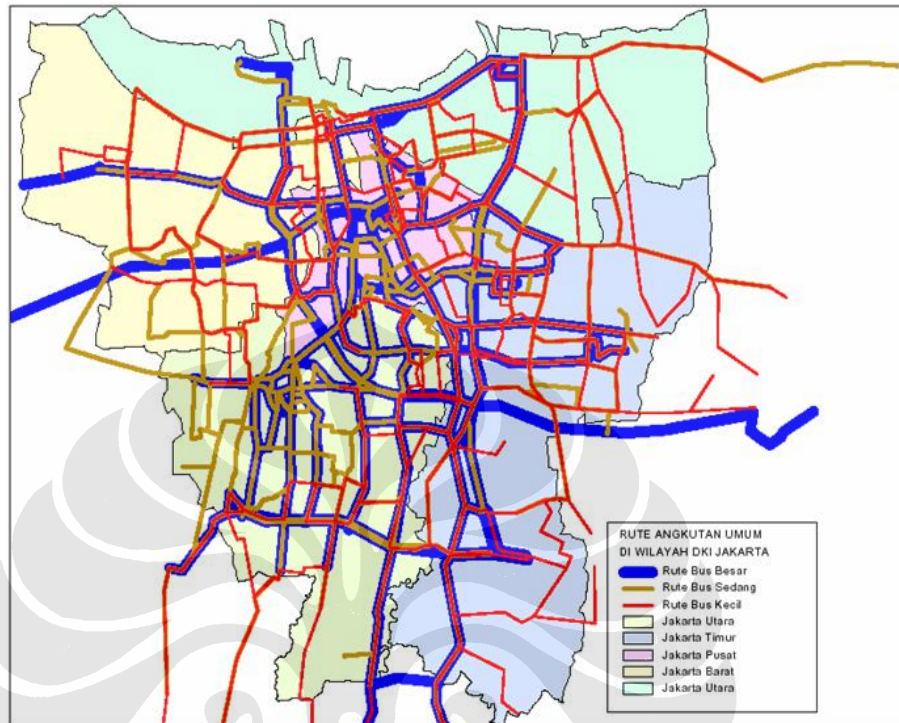 RUTE ANGKUTAN UMUM
DI WILAYAH DKI JAKARTA
Rute Bus Besar
Rute Bus Sedang
Rute Bus Kecil
Jakarta Utara
Jakarta Timur
Jakarta Pusat
Jakarta Barat
Jakarta Utara